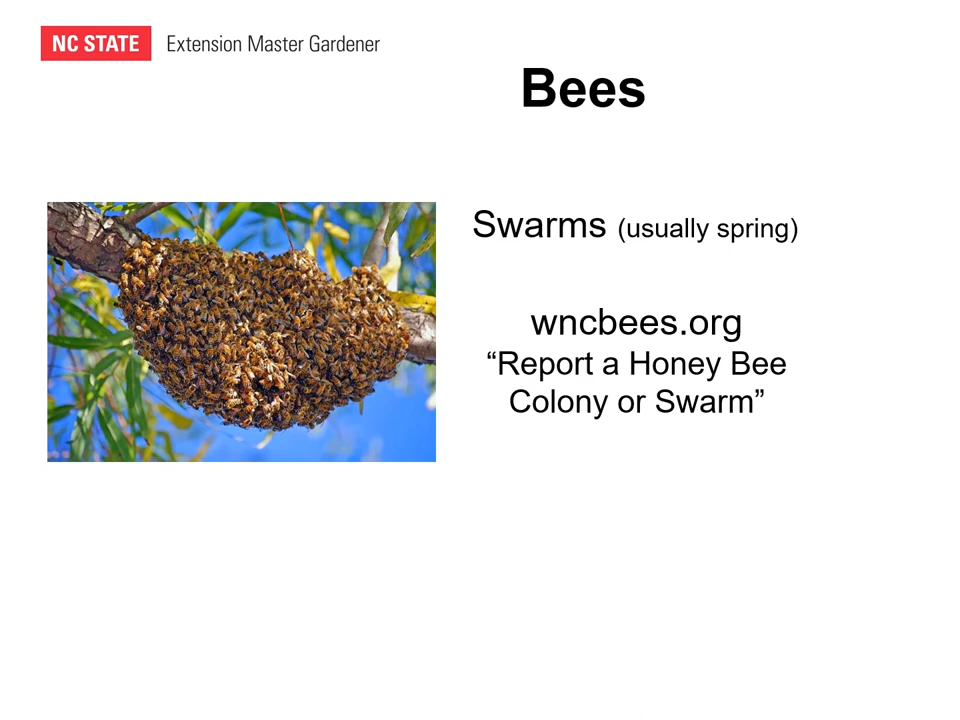 NC STATE Extension Master Gardener
Bees
Swarms (usually spring)
wncbees.org
“Report a Honey Bee
Colony or Swarm”